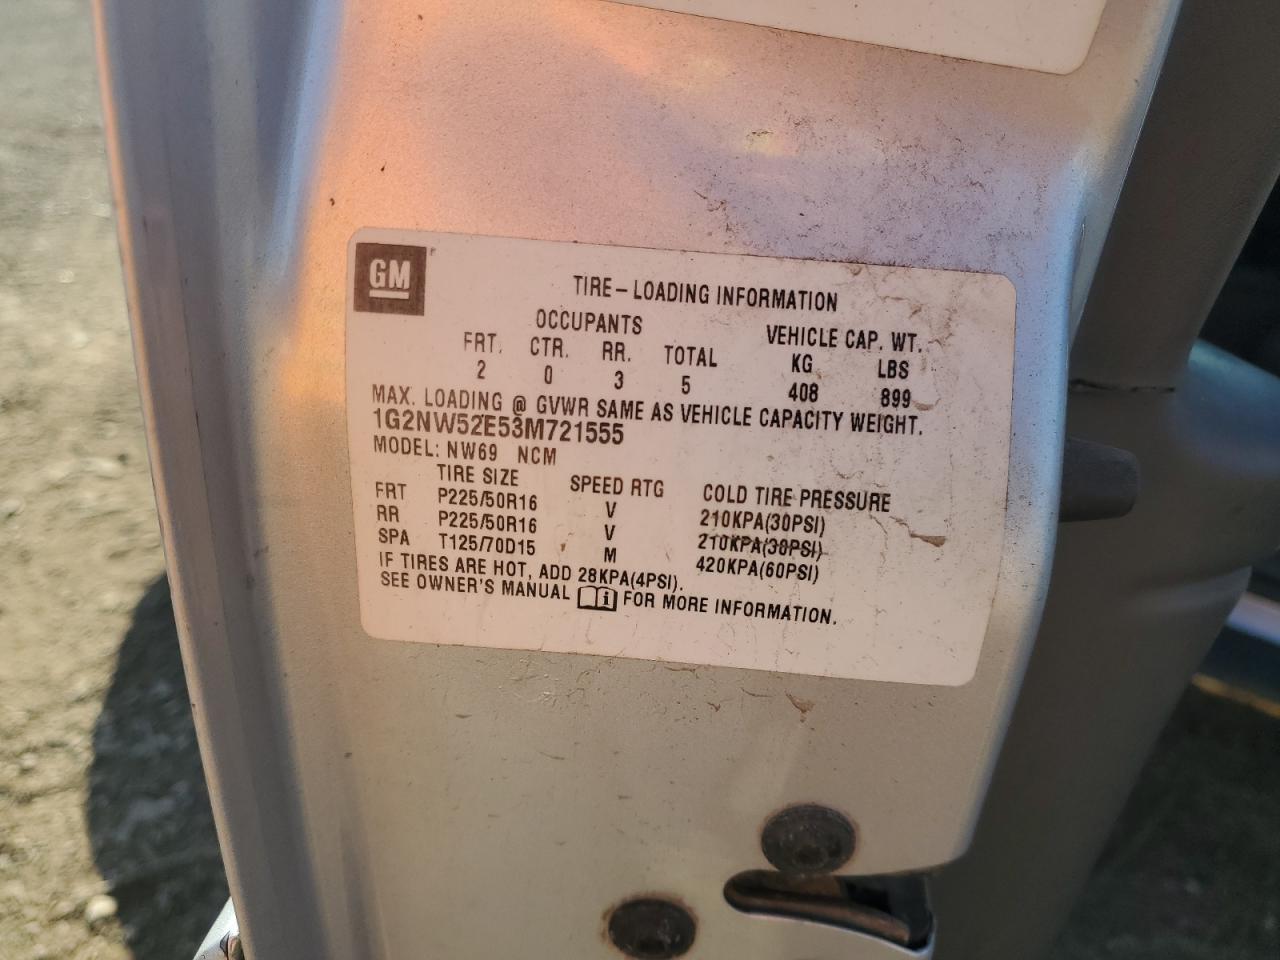 GM
TIRE-LOADING INFORMATION
OCCUPANTS VEHICLE CAP. WT.
FRT. CTR. RR. TOTAL KG LBS
2 0 3 5 408 899
MAX. LOADING @ GVWR SAME AS VEHICLE CAPACITY WEIGHT.
1G2NW52E53M721555
MODEL: NW69 NCM
TIRE SIZE SPEED RTG COLD TIRE PRESSURE
FRT P225/50R16 V 210KPA(30PSI)
RR P225/50R16 V 210KPA(30PSI)
SPA T125/70D15 M 420KPA(60PSI)
IF TIRES ARE HOT, ADD 28KPA(4PSI).
SEE OWNER'S MANUAL i FOR MORE INFORMATION.